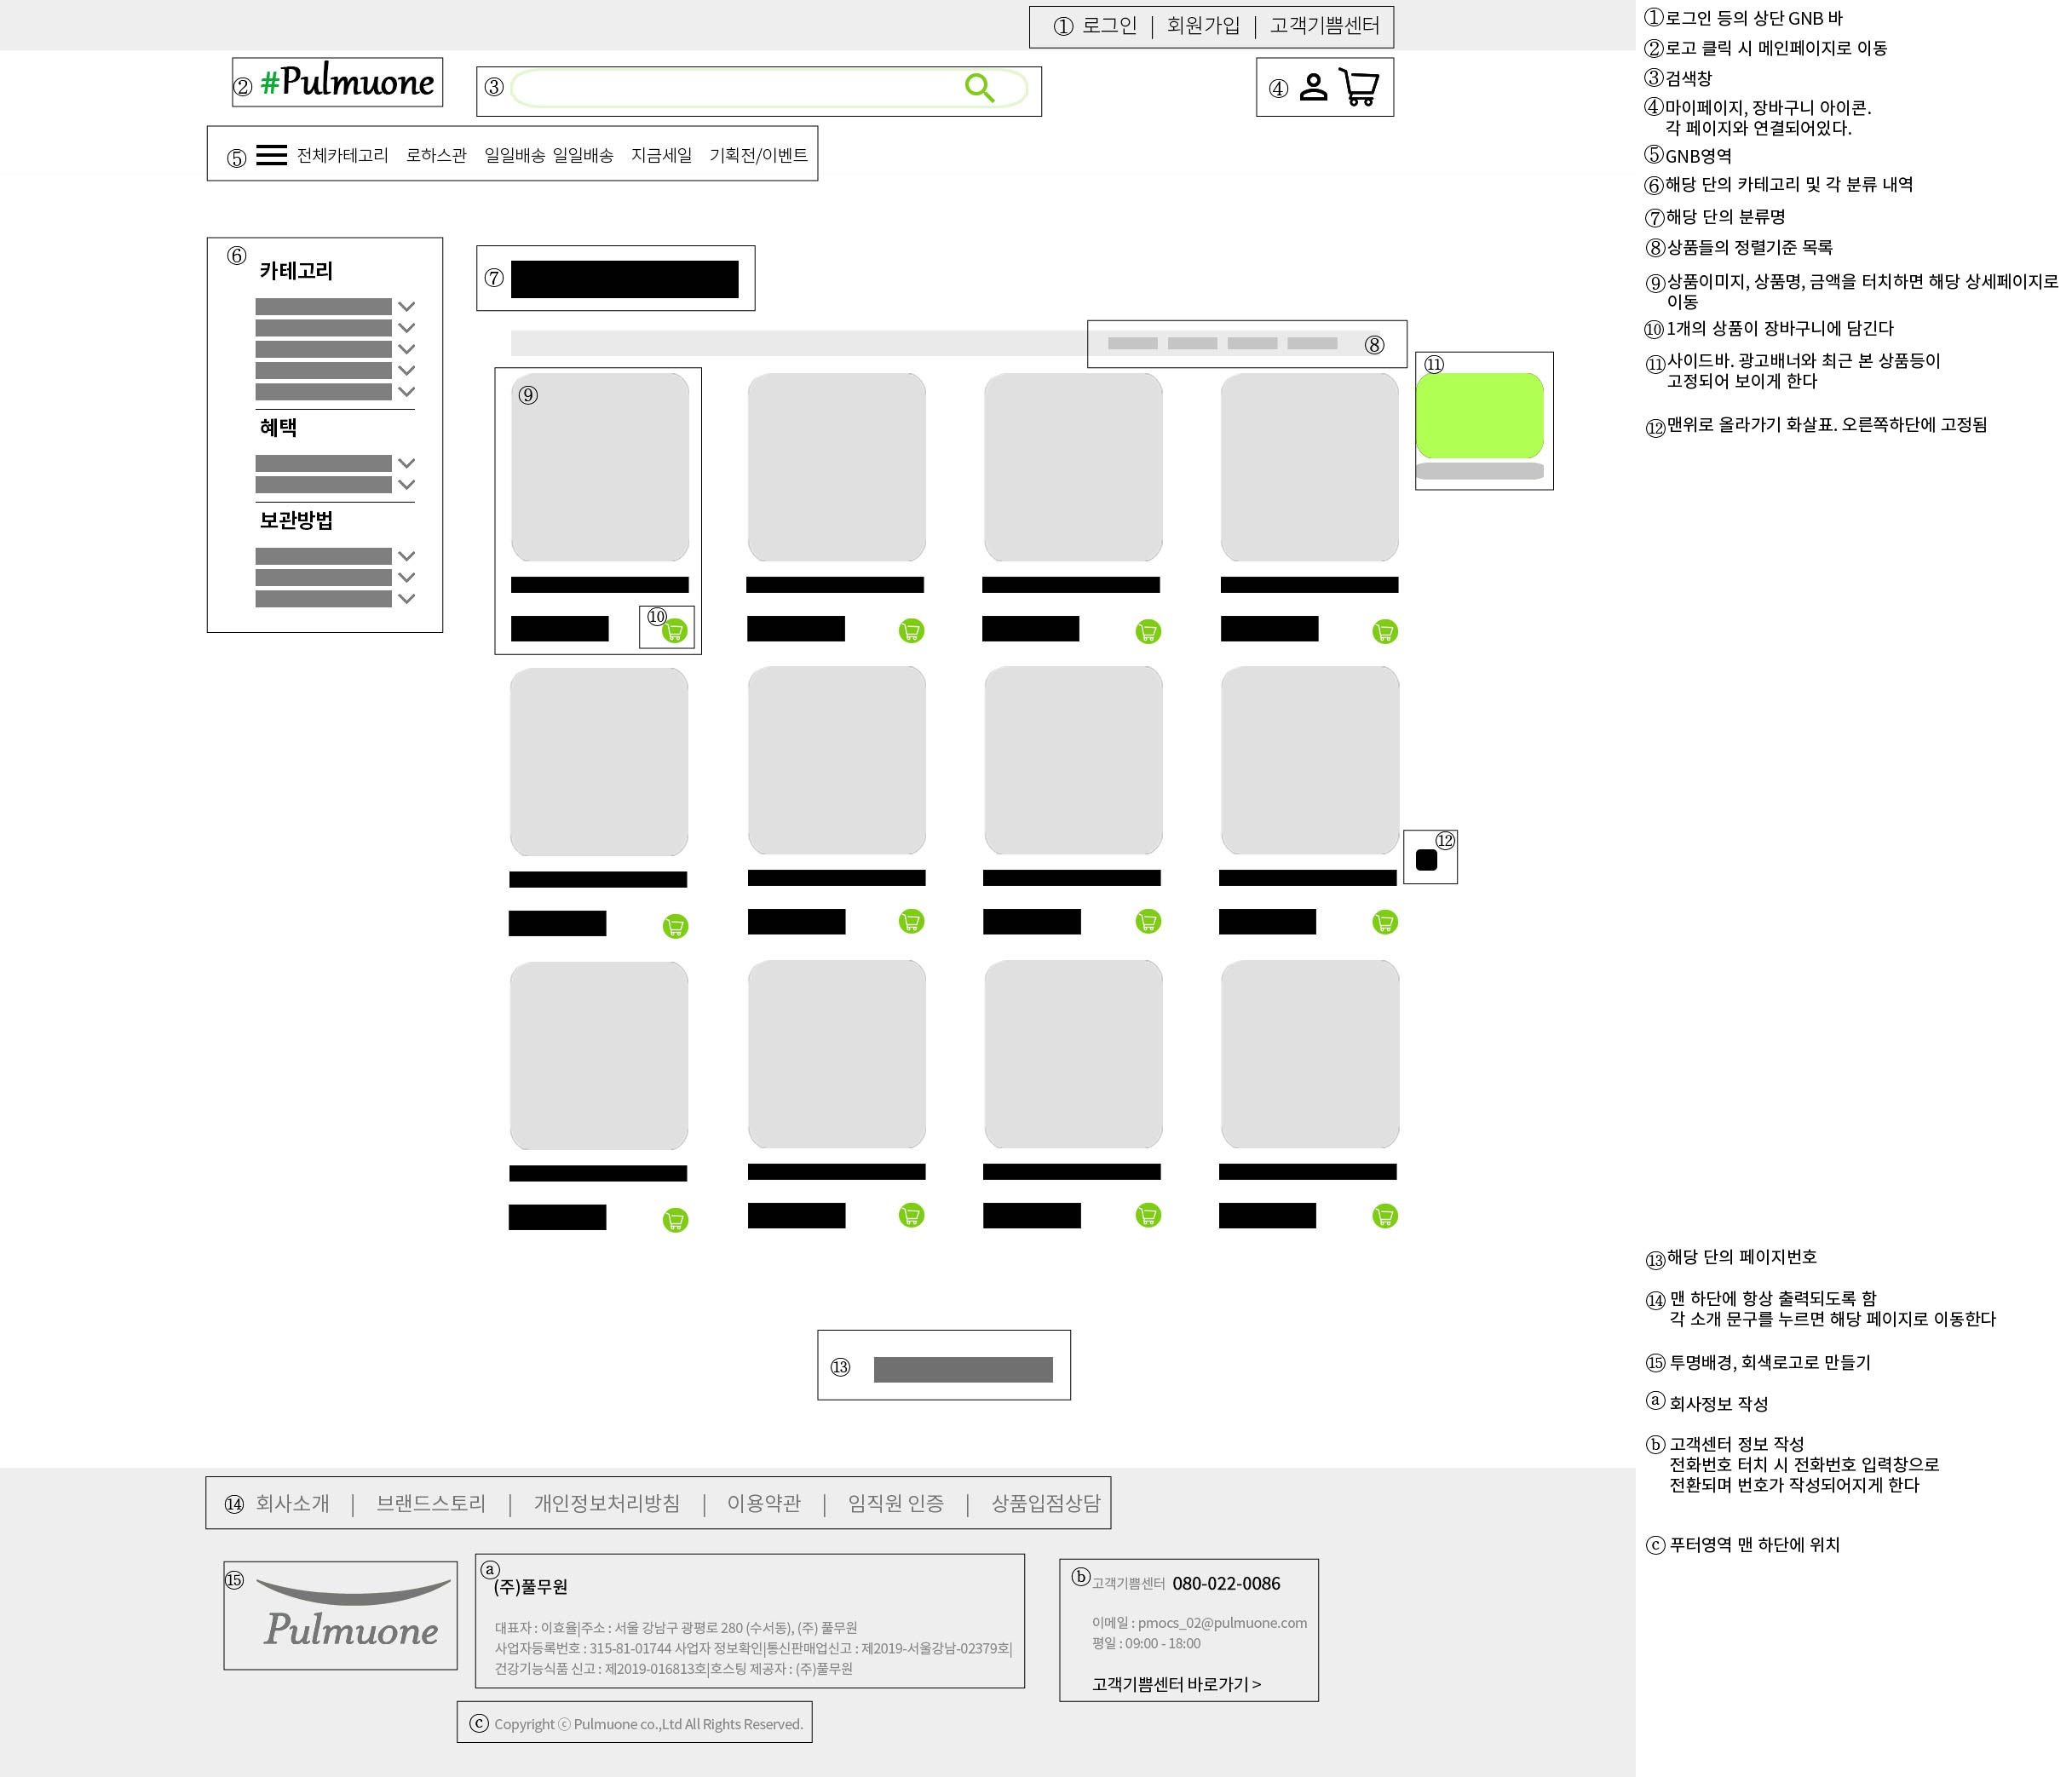 ① 로그인 | 회원가입 | 고객기쁨센터
② #Pulmuone
③
④
⑤ 전체카테고리 로하스관 일일배송 일일배송 지금세일 기획전/이벤트
⑥
카테고리
혜택
보관방법
⑦
⑧
⑨
⑩
⑪
⑫
⑬
⑭ 회사소개 | 브랜드스토리 | 개인정보처리방침 | 이용약관 | 임직원 인증 | 상품입점상담
⑮
Pulmuone
ⓐ
(주)풀무원
대표자 : 이효율|주소 : 서울 강남구 광평로 280 (수서동), (주) 풀무원
사업자등록번호 : 315-81-01744 사업자 정보확인|통신판매업신고 : 제2019-서울강남-02379호|
건강기능식품 신고 : 제2019-016813호|호스팅 제공자 : (주)풀무원
ⓑ 고객기쁨센터 080-022-0086
이메일 : pmocs_02@pulmuone.com
평일 : 09:00 - 18:00
고객기쁨센터 바로가기 >
ⓒ Copyright ⓒ Pulmuone co.,Ltd All Rights Reserved.
①로그인 등의 상단 GNB 바
②로고 클릭 시 메인페이지로 이동
③검색창
④마이페이지, 장바구니 아이콘.
각 페이지와 연결되어있다.
⑤GNB영역
⑥해당 단의 카테고리 및 각 분류 내역
⑦해당 단의 분류명
⑧상품들의 정렬기준 목록
⑨상품이미지, 상품명, 금액을 터치하면 해당 상세페이지로
이동
⑩1개의 상품이 장바구니에 담긴다
⑪사이드바. 광고배너와 최근 본 상품등이
고정되어 보이게 한다
⑫맨위로 올라가기 화살표. 오른쪽하단에 고정됨
⑬해당 단의 페이지번호
⑭ 맨 하단에 항상 출력되도록 함
각 소개 문구를 누르면 해당 페이지로 이동한다
⑮ 투명배경, 회색로고로 만들기
ⓐ 회사정보 작성
ⓑ 고객센터 정보 작성
전화번호 터치 시 전화번호 입력창으로
전환되며 번호가 작성되어지게 한다
ⓒ 푸터영역 맨 하단에 위치